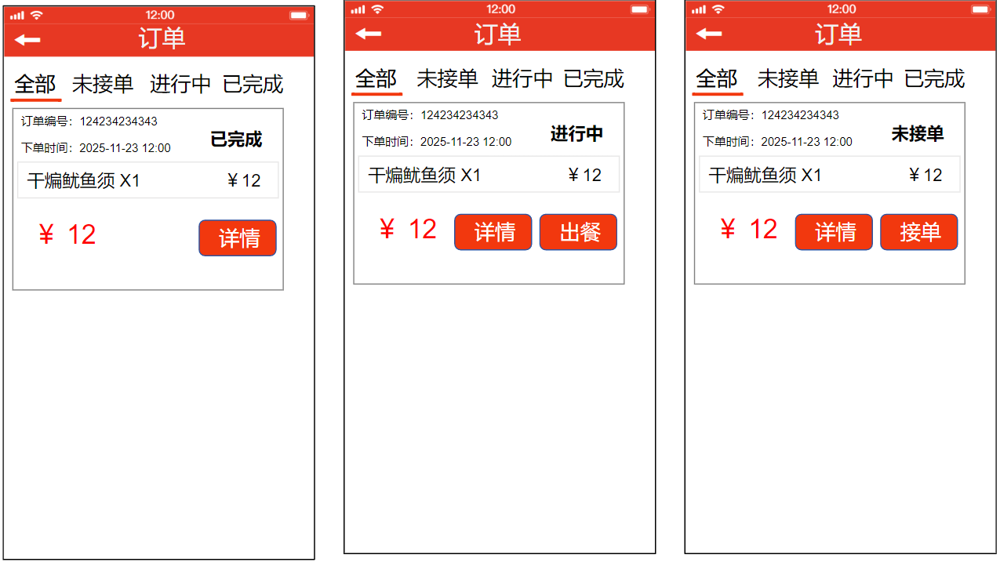 12:00
订单
全部 未接单 进行中 已完成
订单编号：124234234343
已完成
下单时间：2025-11-23 12:00
干煸鱿鱼须 X1 ￥12
￥ 12 详情
12:00
订单
全部 未接单 进行中 已完成
订单编号：124234234343
进行中
下单时间：2025-11-23 12:00
干煸鱿鱼须 X1 ￥12
￥ 12 详情 出餐
12:00
订单
全部 未接单 进行中 已完成
订单编号：124234234343
未接单
下单时间：2025-11-23 12:00
干煸鱿鱼须 X1 ￥12
￥ 12 详情 接单